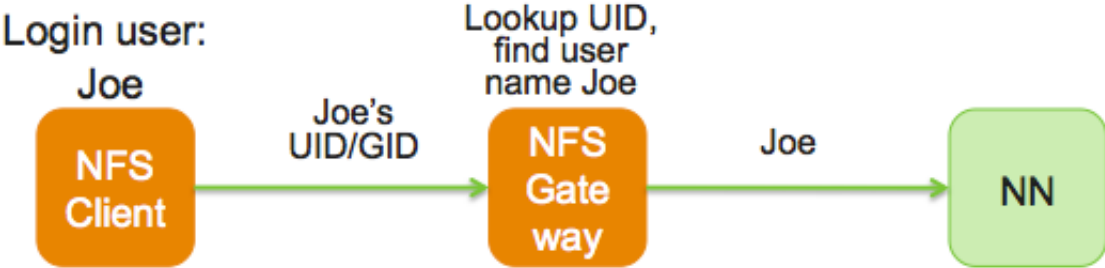 Login user:
Joe
NFS
Client
Joe's
UID/GID
Lookup UID,
find user
name Joe
NFS
Gate
way
Joe
NN